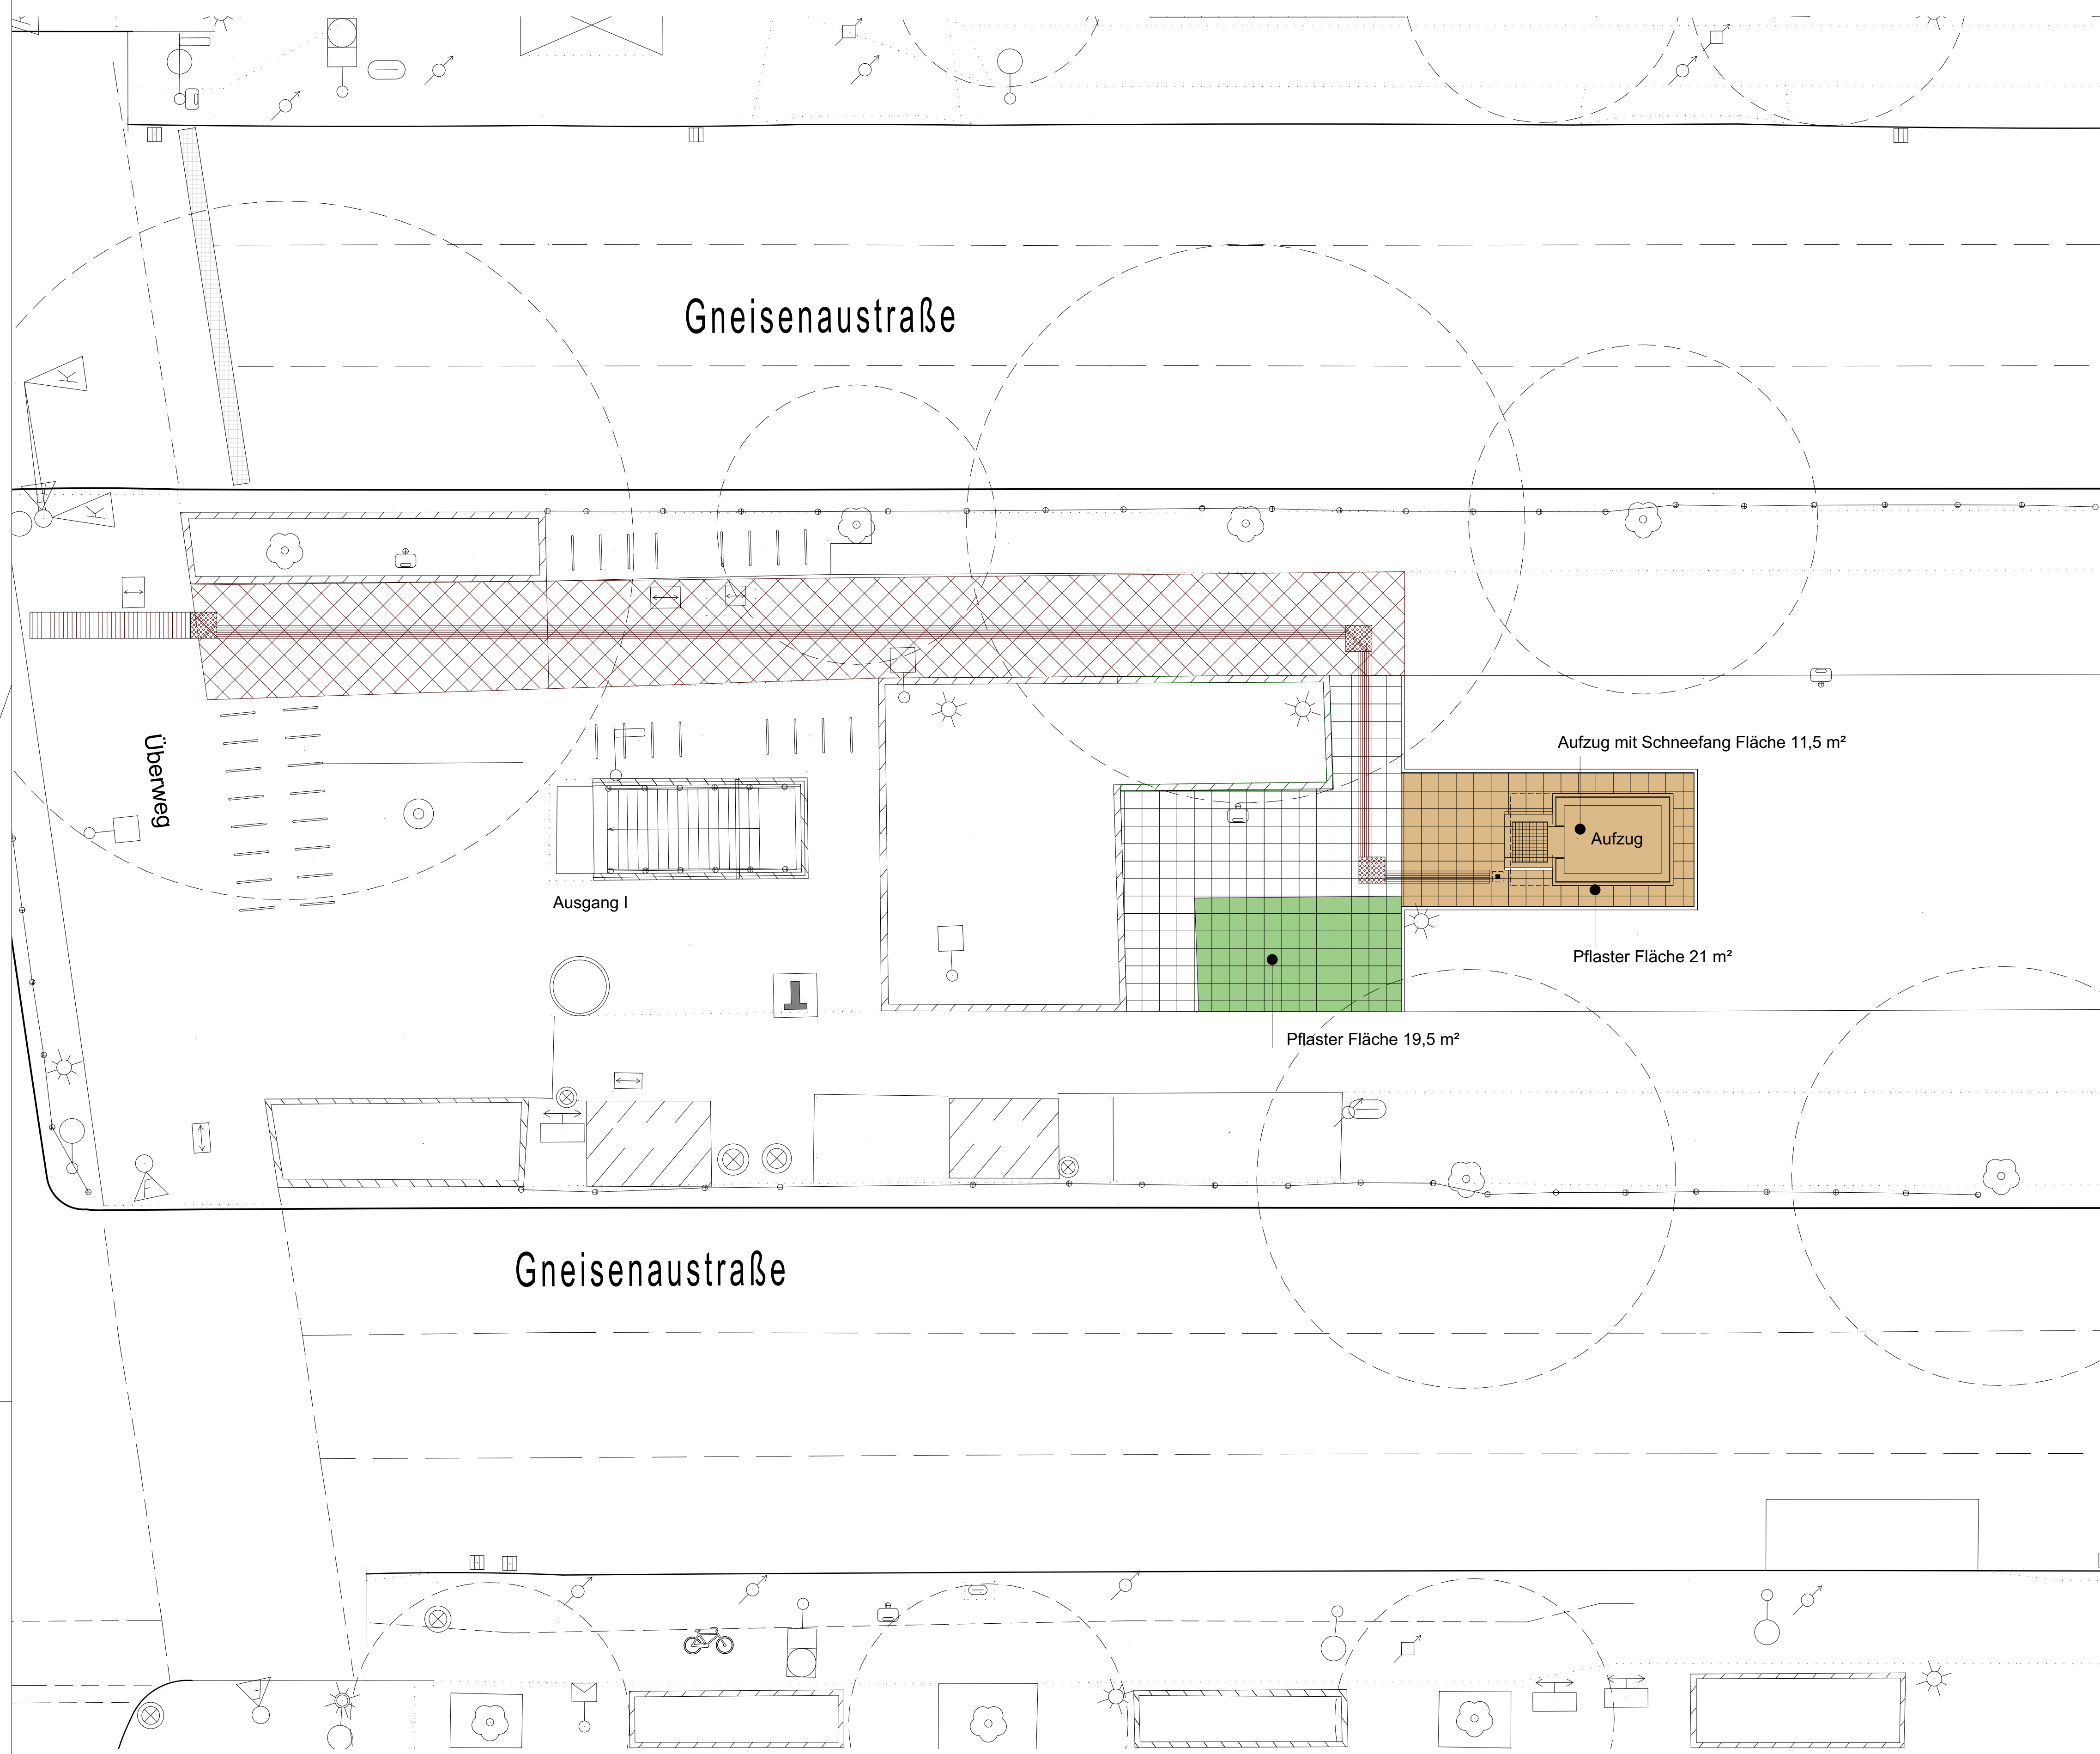 Gneisenaustraße
Überweg
Aufzug mit Schneefang Fläche 11,5 m²
Aufzug
Ausgang I
Pflaster Fläche 21 m²
Pflaster Fläche 19,5 m²
Gneisenaustraße